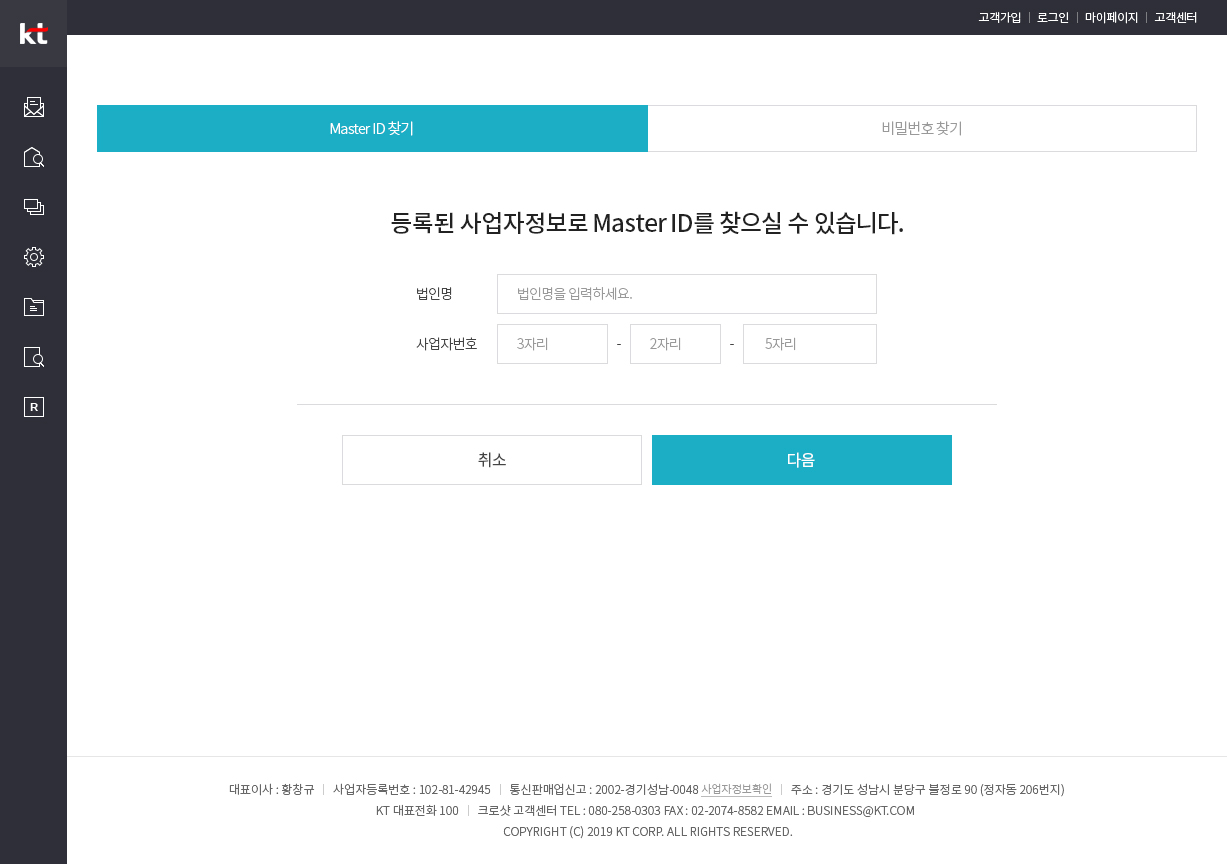 kt
고객가입 로그인 마이페이지 고객센터
Master ID 찾기
비밀번호 찾기
등록된 사업자정보로 Master ID를 찾으실 수 있습니다.
법인명 법인명을 입력하세요.
사업자번호 3자리 - 2자리 - 5자리
취소 다음
R
대표이사 : 황창규 사업자등록번호 : 102-81-42945 통신판매업신고 : 2002-경기성남-0048 사업자정보확인 주소 : 경기도 성남시 분당구 불정로 90 (정자동 206번지)
KT 대표전화 100 크로샷 고객센터 TEL : 080-258-0303 FAX : 02-2074-8582 EMAIL : BUSINESS@KT.COM
COPYRIGHT (C) 2019 KT CORP. ALL RIGHTS RESERVED.